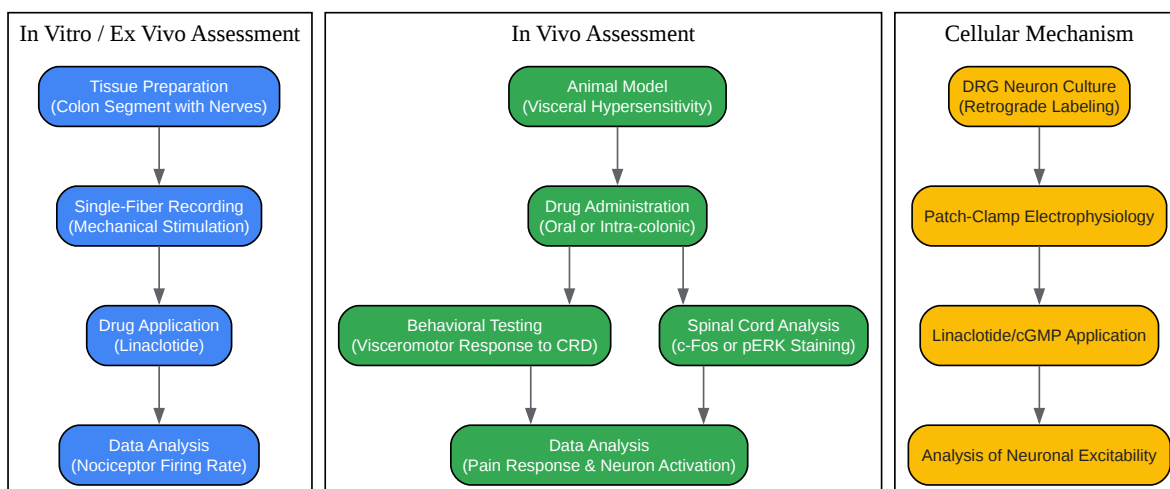 In Vitro / Ex Vivo Assessment
Tissue Preparation
(Colon Segment with Nerves)
Single-Fiber Recording
(Mechanical Stimulation)
Drug Application
(Linaclotide)
Data Analysis
(Nociceptor Firing Rate)
In Vivo Assessment
Animal Model
(Visceral Hypersensitivity)
Drug Administration
(Oral or Intra-colonic)
Behavioral Testing
(Visceromotor Response to CRD)
Spinal Cord Analysis
(c-Fos or pERK Staining)
Data Analysis
(Pain Response & Neuron Activation)
Cellular Mechanism
DRG Neuron Culture
(Retrograde Labeling)
Patch-Clamp Electrophysiology
Linaclotide/cGMP Application
Analysis of Neuronal Excitability